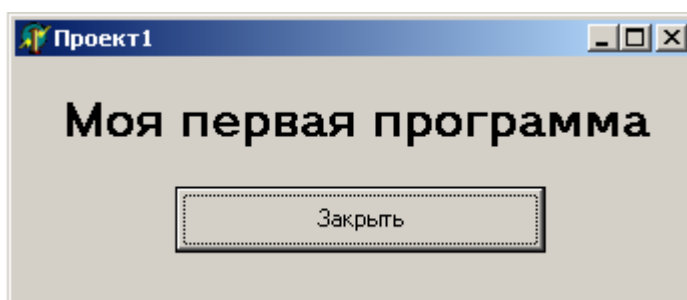 Проект1
Моя первая программа
Закрыть